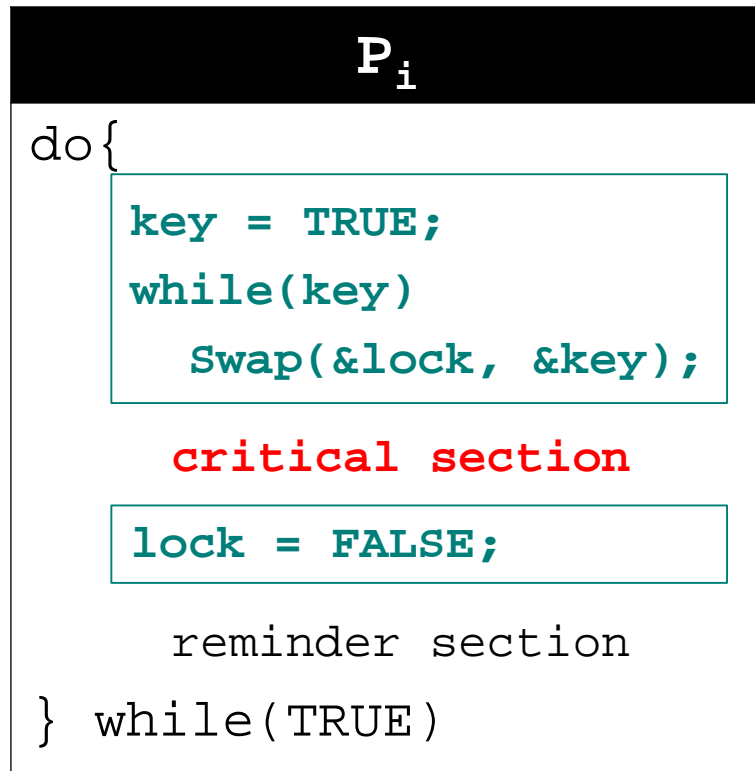 Pi
do{
key = TRUE;
while(key)
Swap(&lock, &key);
critical section
lock = FALSE;
reminder section
} while(TRUE)